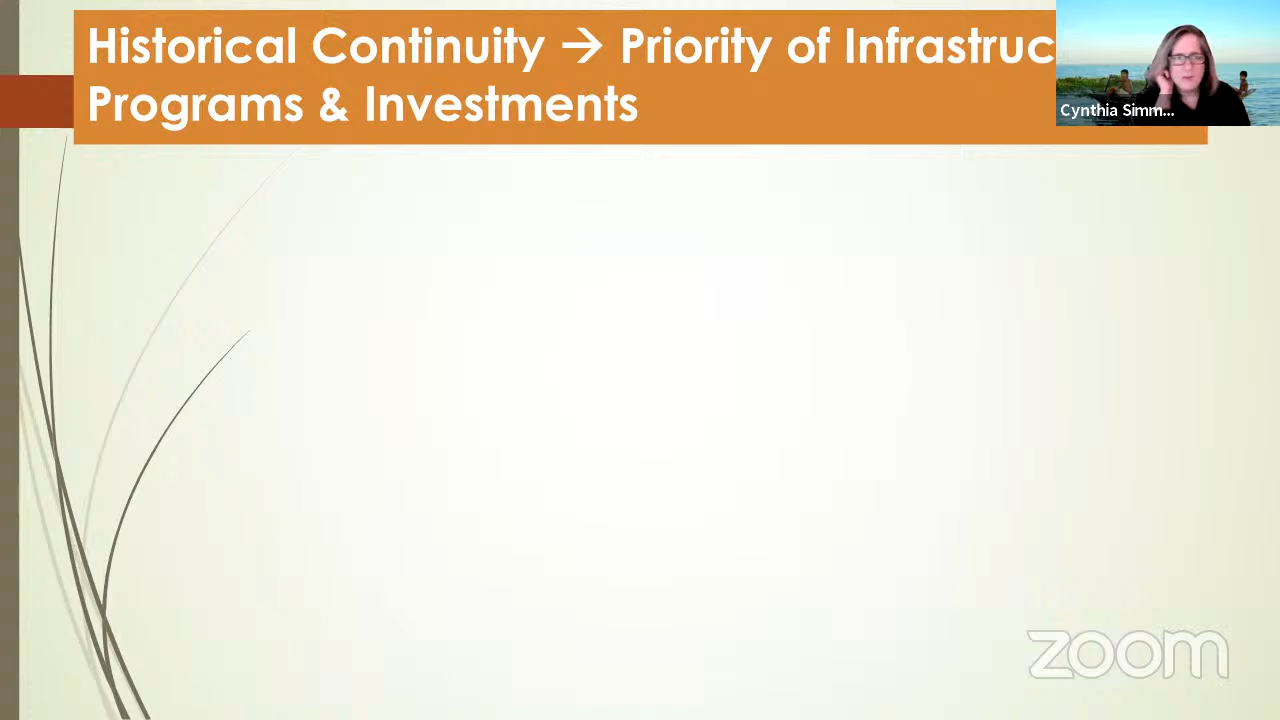 Historical Continuity → Priority of Infrastruc
Programs & Investments
Cynthia Simm...
zoom